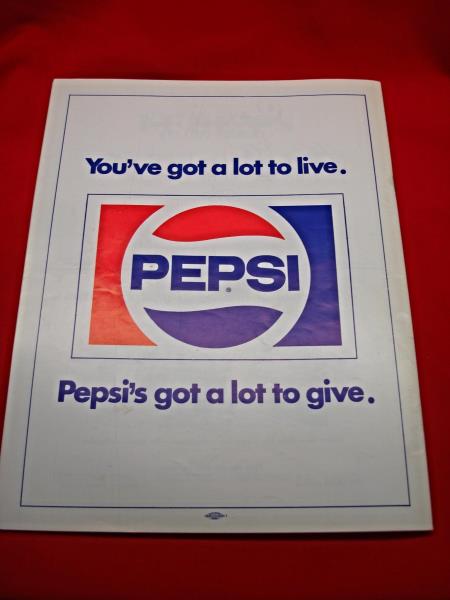 You've got a lot to live.
PEPSI®
Pepsi's got a lot to give.